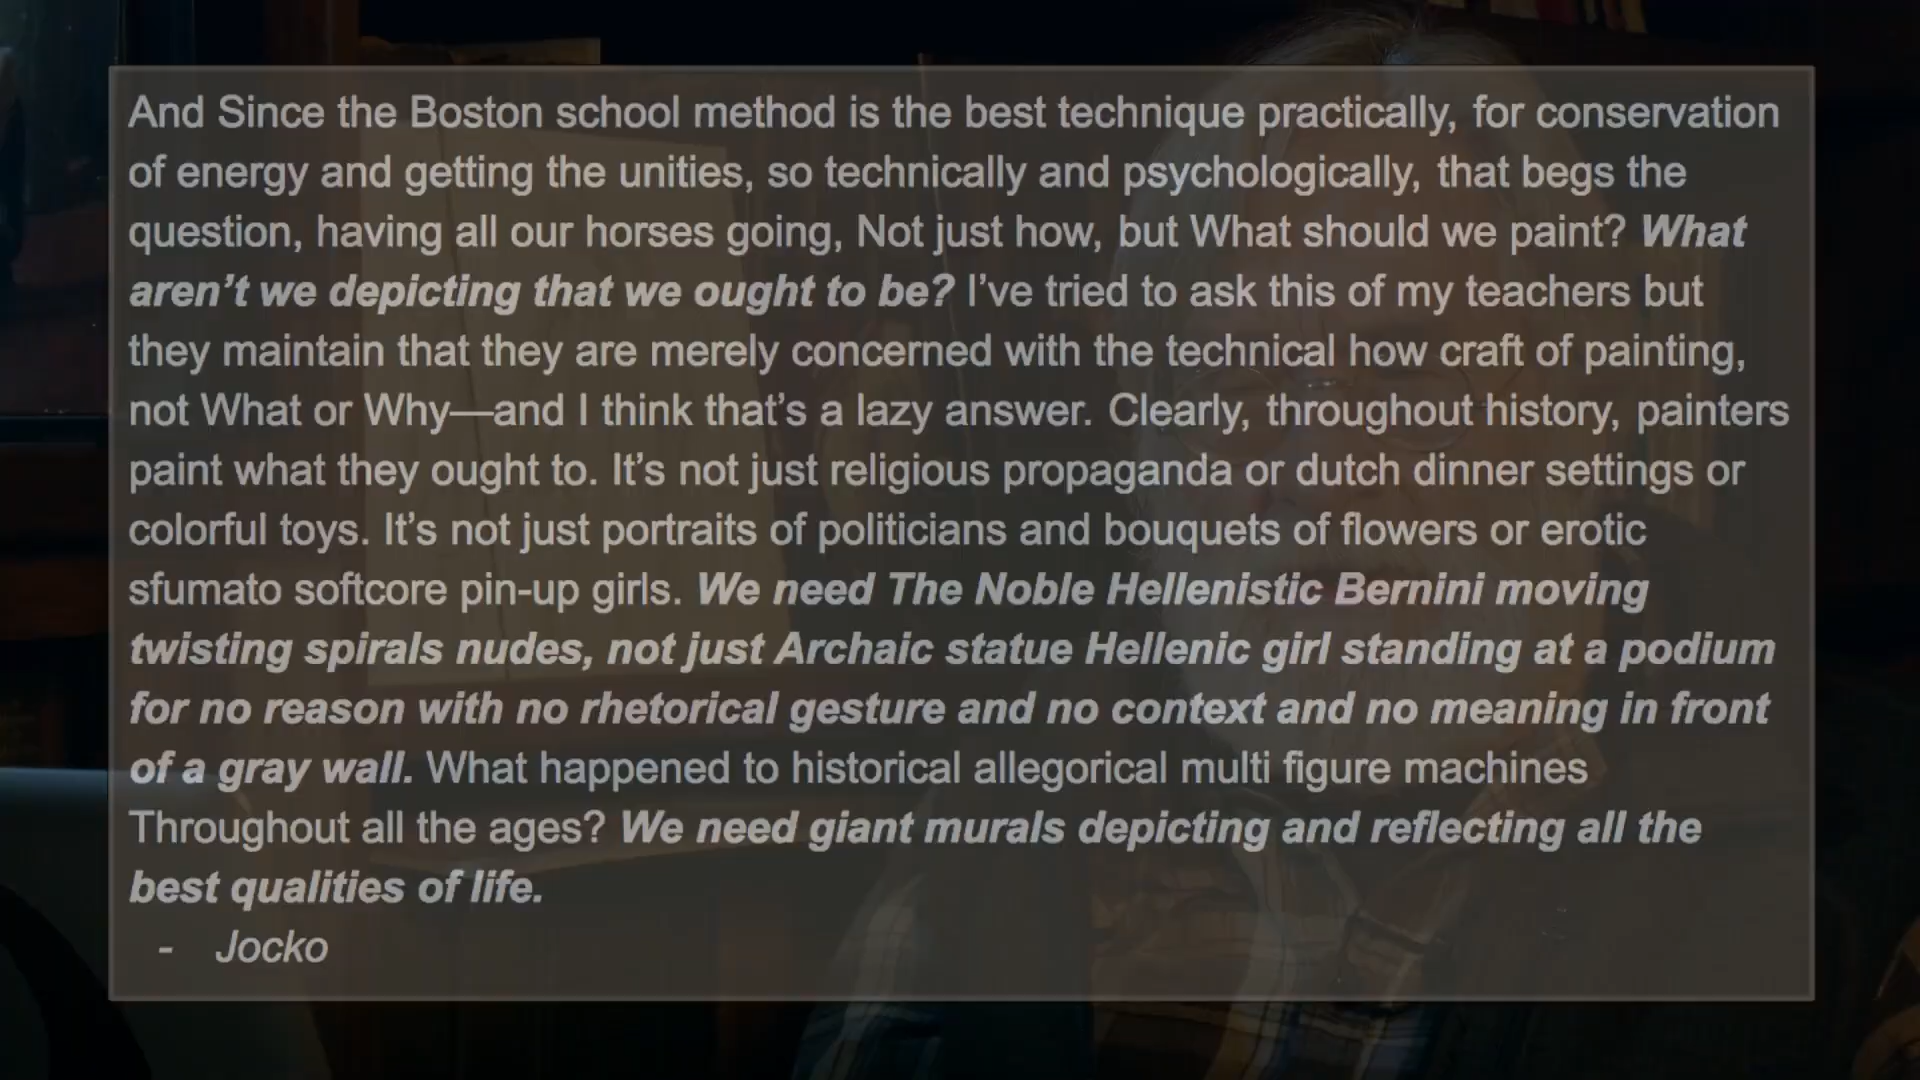 And Since the Boston school method is the best technique practically, for conservation
of energy and getting the unities, so technically and psychologically, that begs the
question, having all our horses going, Not just how, but What should we paint? What
aren’t we depicting that we ought to be? I’ve tried to ask this of my teachers but
they maintain that they are merely concerned with the technical how craft of painting,
not What or Why—and I think that’s a lazy answer. Clearly, throughout history, painters
paint what they ought to. It’s not just religious propaganda or dutch dinner settings or
colorful toys. It’s not just portraits of politicians and bouquets of flowers or erotic
sfumato softcore pin-up girls. We need The Noble Hellenistic Bernini moving
twisting spirals nudes, not just Archaic statue Hellenic girl standing at a podium
for no reason with no rhetorical gesture and no context and no meaning in front
of a gray wall. What happened to historical allegorical multi figure machines
Throughout all the ages? We need giant murals depicting and reflecting all the
best qualities of life.
- Jocko